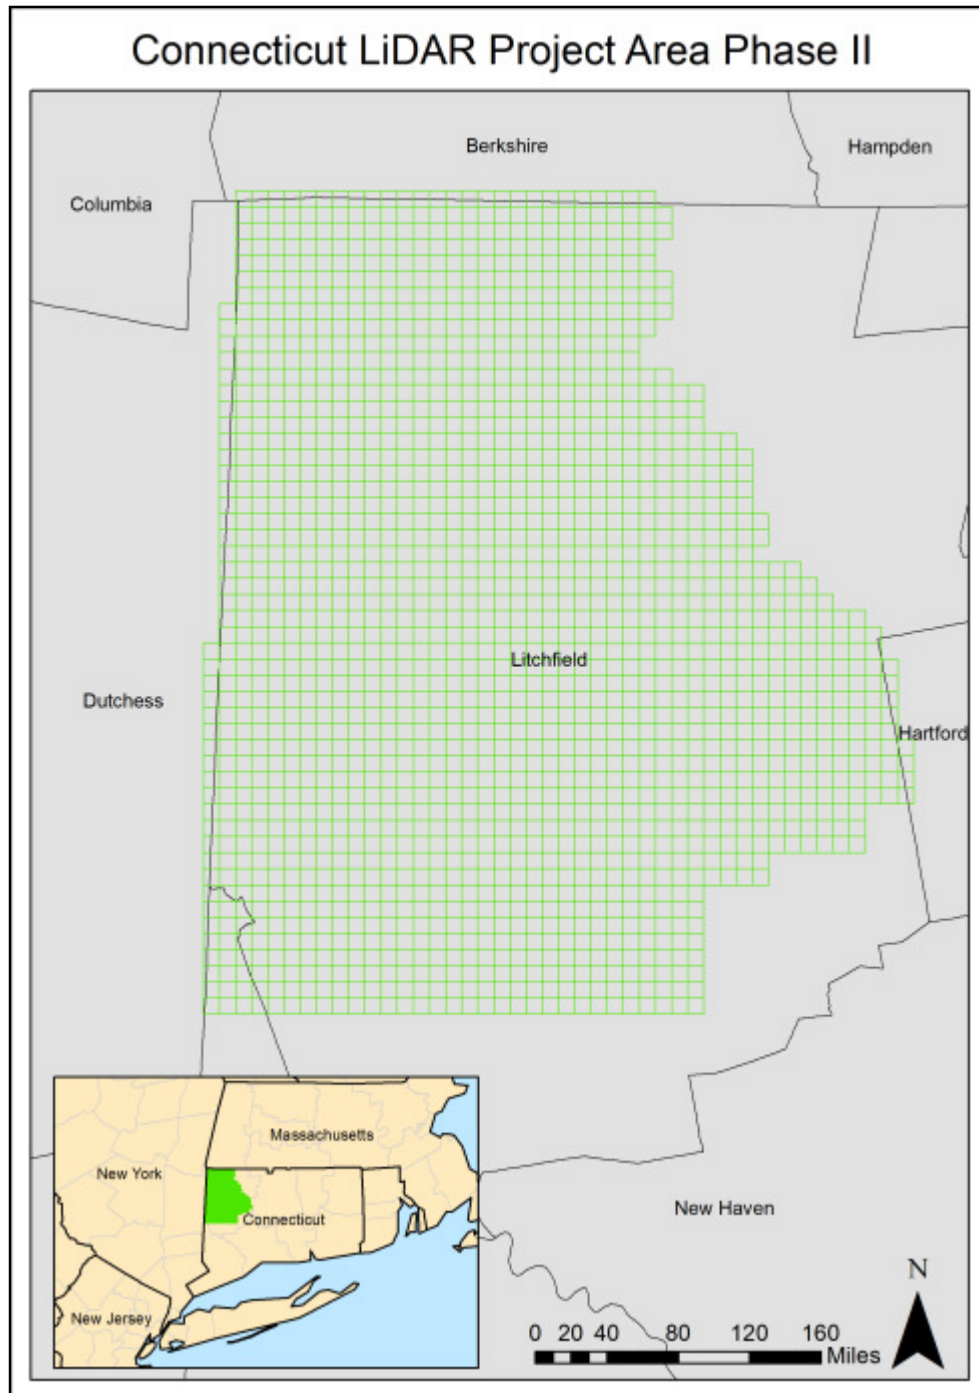 Connecticut LiDAR Project Area Phase II
Berkshire
Hampden
Columbia
Litchfield
Dutchess
Hartford
Massachusetts
New York
Connecticut
New Jersey
New Haven
N
0 20 40 80 120 160
Miles